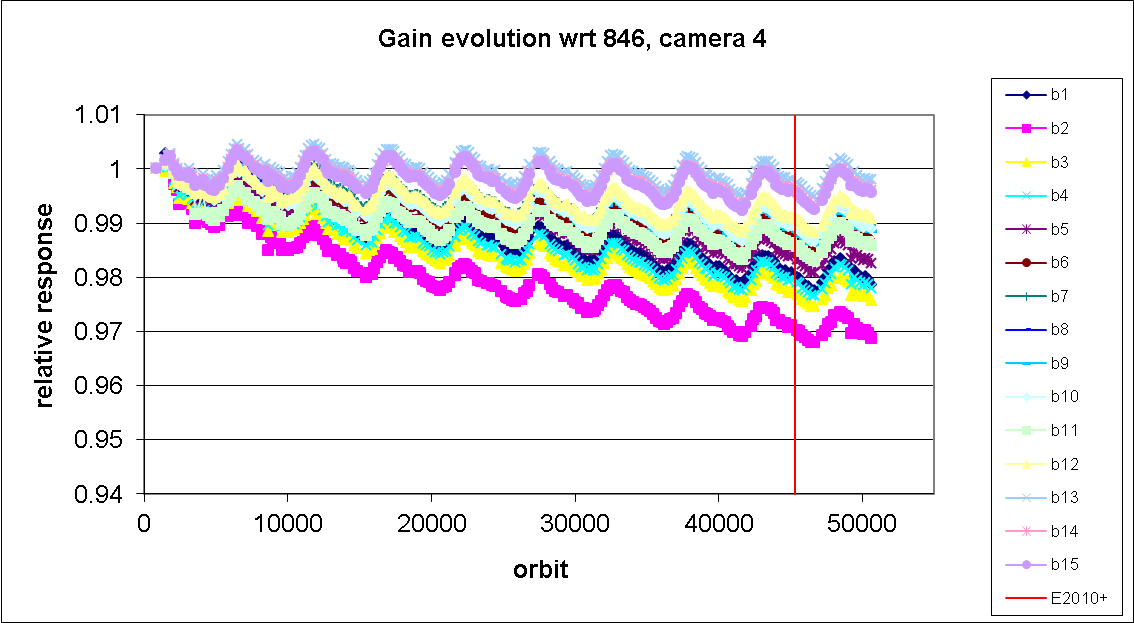 Gain evolution wrt 846, camera 4
1.01
1
0.99
0.98
0.97
0.96
0.95
0.94
relative response
0
10000
20000
30000
40000
50000
orbit
b1
b2
b3
b4
b5
b6
b7
b8
b9
b10
b11
b12
b13
b14
b15
E2010+